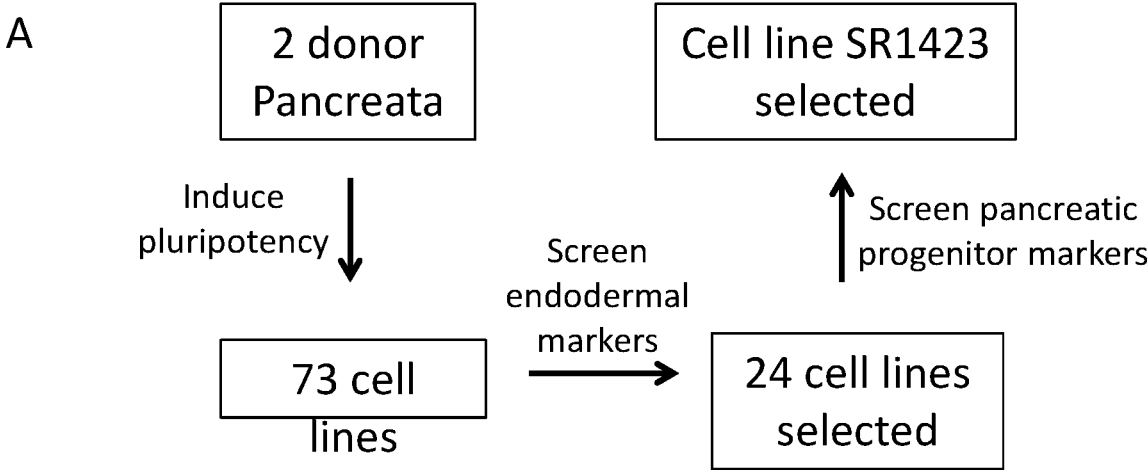 A
2 donor
Pancreata
Induce
pluripotency
73 cell
lines
Screen
endodermal
markers
24 cell lines
selected
Screen pancreatic
progenitor markers
Cell line SR1423
selected